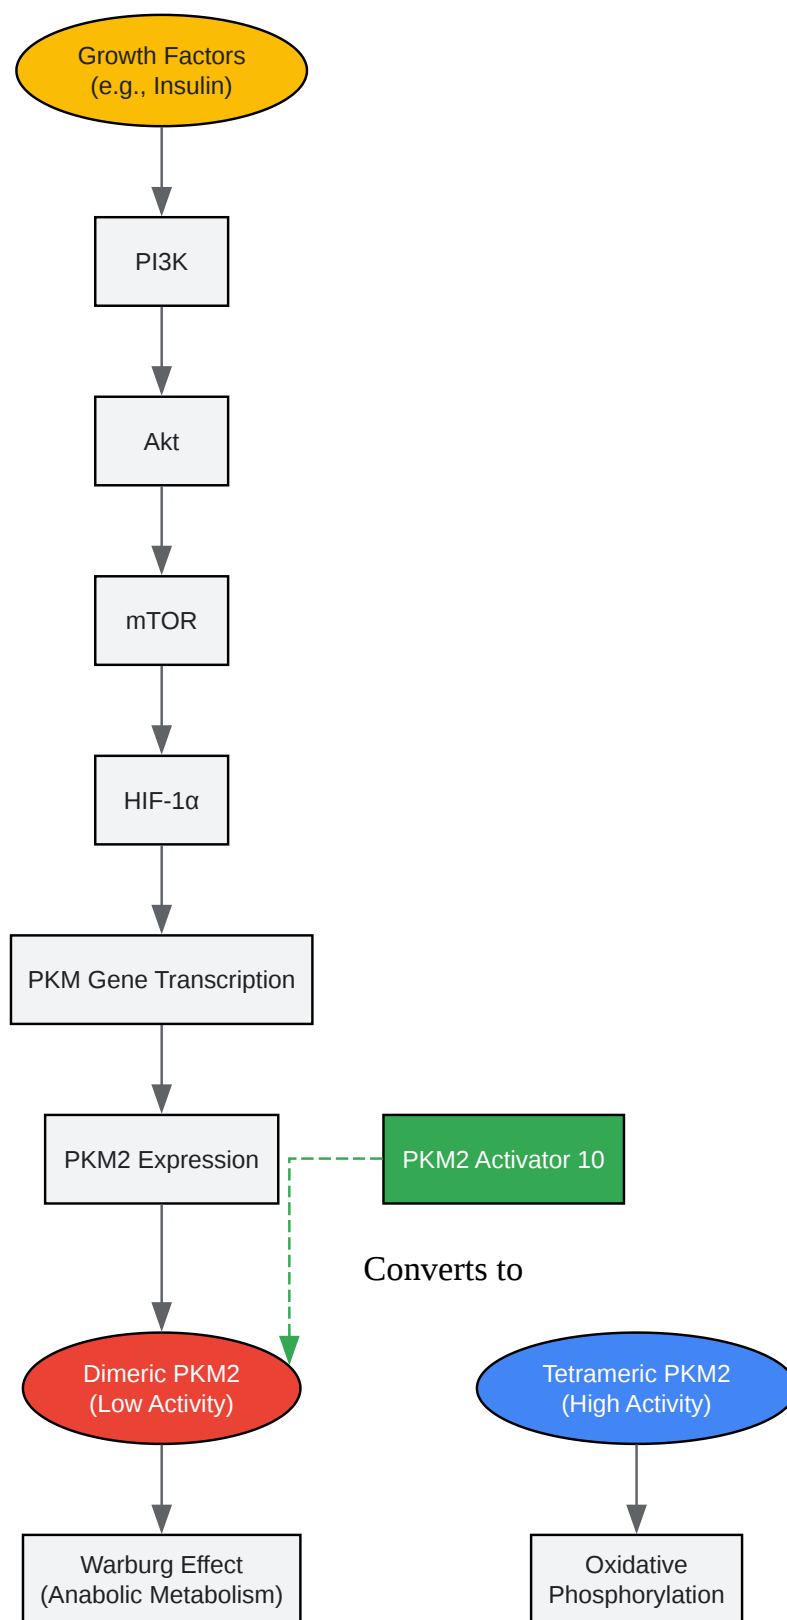 Growth Factors
(e.g., Insulin)
PI3K
Akt
mTOR
HIF-1α
PKM Gene Transcription
PKM2 Expression
PKM2 Activator 10
Converts to
Dimeric PKM2
(Low Activity)
Tetrameric PKM2
(High Activity)
Warburg Effect
(Anabolic Metabolism)
Oxidative
Phosphorylation